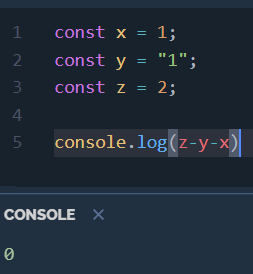 1 const x = 1;
2 const y = "1";
3 const z = 2;
4
5 console.log(z-y-x)
CONSOLE ×
0